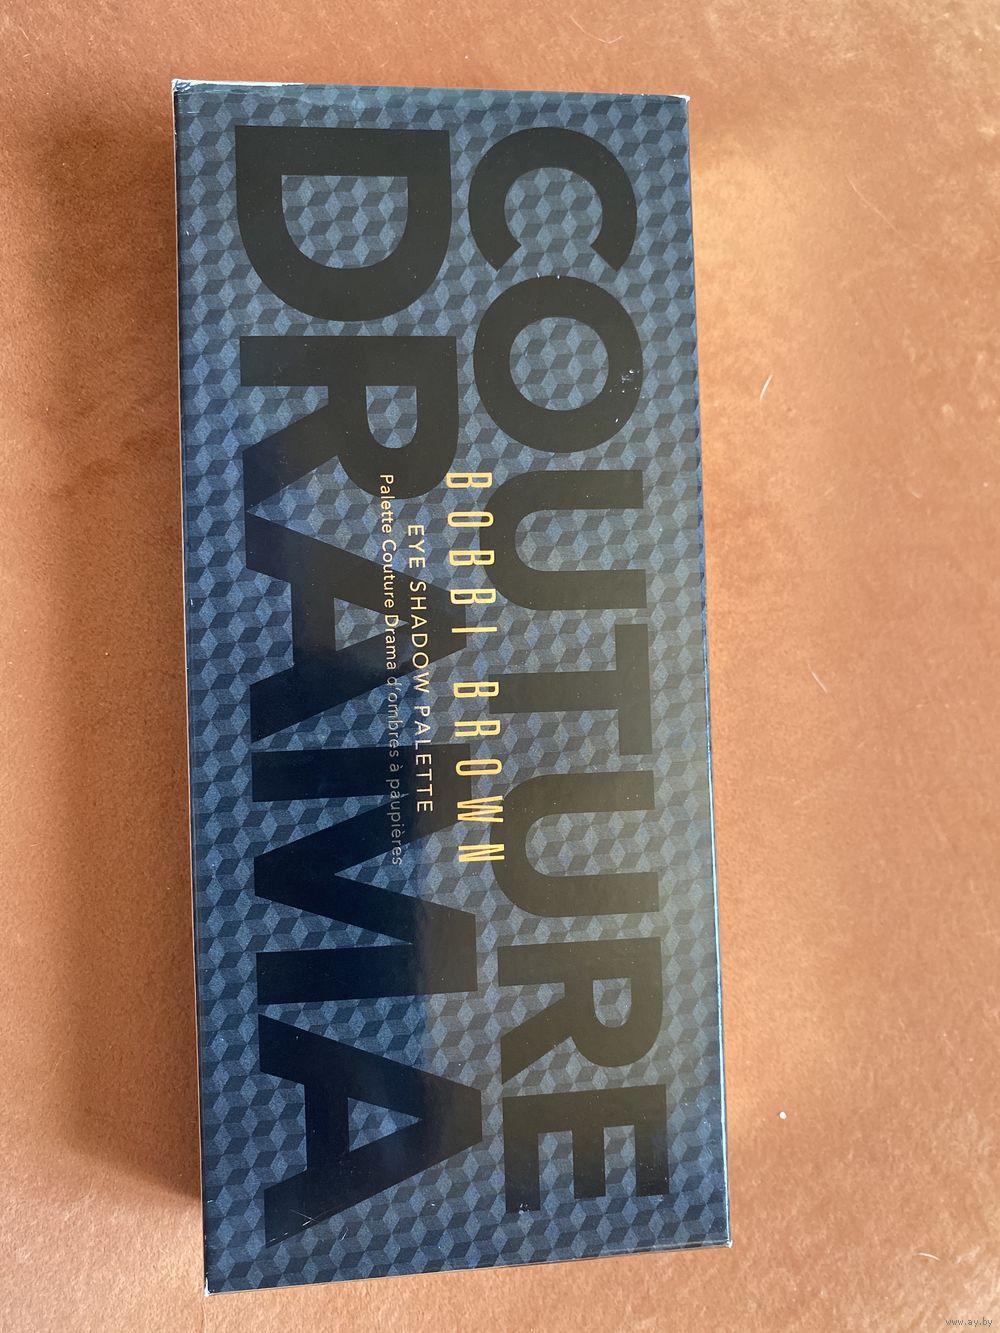 COUTURE
DRAMA
BOBBI BROWN
EYE SHADOW PALETTE
Palette Couture Drama d'ombres à paupières
www.ay.by